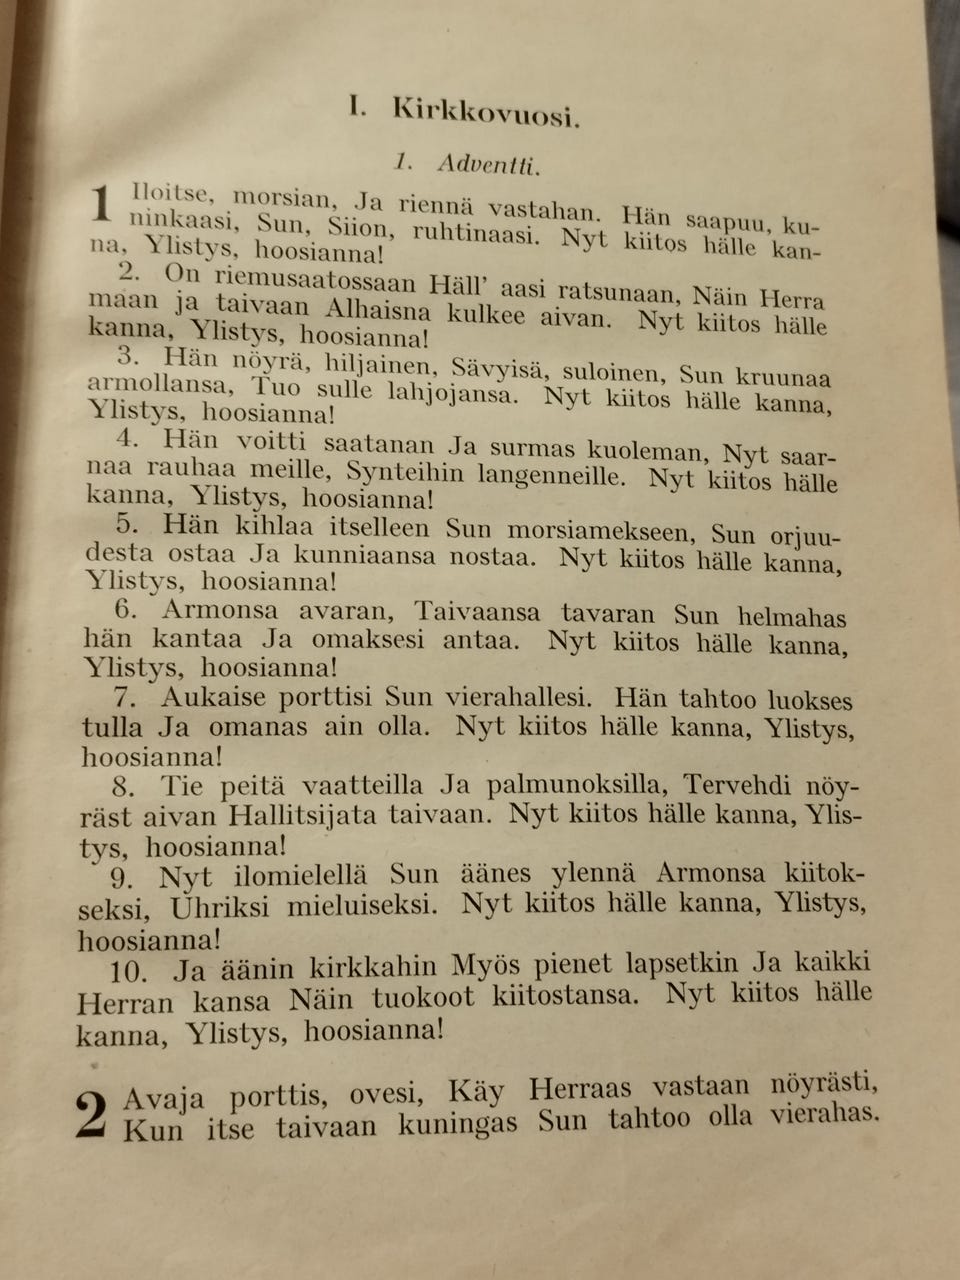 I. Kirkkovuosi.
1. Adventti.
1 Iloitse, morsian, Ja riennä vastahan. Hän saapuu, ku-
ninkaasi, Sun, Siion, ruhtinaasi. Nyt kiitos hälle kan-
na, Ylistys, hoosianna!
2. On riemusaatossaan Häll' aasi ratsunaan, Näin Herra
maan ja taivaan Alhaisna kulkee aivan. Nyt kiitos hälle
kanna, Ylistys, hoosianna!
3. Hän nöyrä, hiljainen, Sävyisä, suloinen, Sun kruunaa
armollansa, Tuo sulle lahjojansa. Nyt kiitos hälle kanna,
Ylistys, hoosianna!
4. Hän voitti saatanan Ja surmas kuoleman, Nyt saar-
naa rauhaa meille, Synteihin langenneille. Nyt kiitos hälle
kanna, Ylistys, hoosianna!
5. Hän kihlaa itselleen Sun morsiamekseen, Sun orjuu-
desta ostaa Ja kunniaansa nostaa. Nyt kiitos hälle kanna,
Ylistys, hoosianna!
6. Armonsa avaran, Taivaansa tavaran Sun helmahas
hän kantaa Ja omaksesi antaa. Nyt kiitos hälle kanna,
Ylistys, hoosianna!
7. Aukaise porttisi Sun vierahallesi. Hän tahtoo luokses
tulla Ja omanas ain olla. Nyt kiitos hälle kanna, Ylistys,
hoosianna!
8. Tie peitä vaatteilla Ja palmunoksilla, Tervehdi nöy-
räst aivan Hallitsijata taivaan. Nyt kiitos hälle kanna, Ylis-
tys, hoosianna!
9. Nyt ilomielellä Sun äänes ylennä Armonsa kiitok-
seksi, Uhriksi mieluiseksi. Nyt kiitos hälle kanna, Ylistys,
hoosianna!
10. Ja äänin kirkkahin Myös pienet lapsetkin Ja kaikki
Herran kansa Näin tuokoot kiitostansa. Nyt kiitos hälle
kanna, Ylistys, hoosianna!
2 Avaja porttis, ovesi, Käy Herraas vastaan nöyrästi,
Kun itse taivaan kuningas Sun tahtoo olla vierahas.